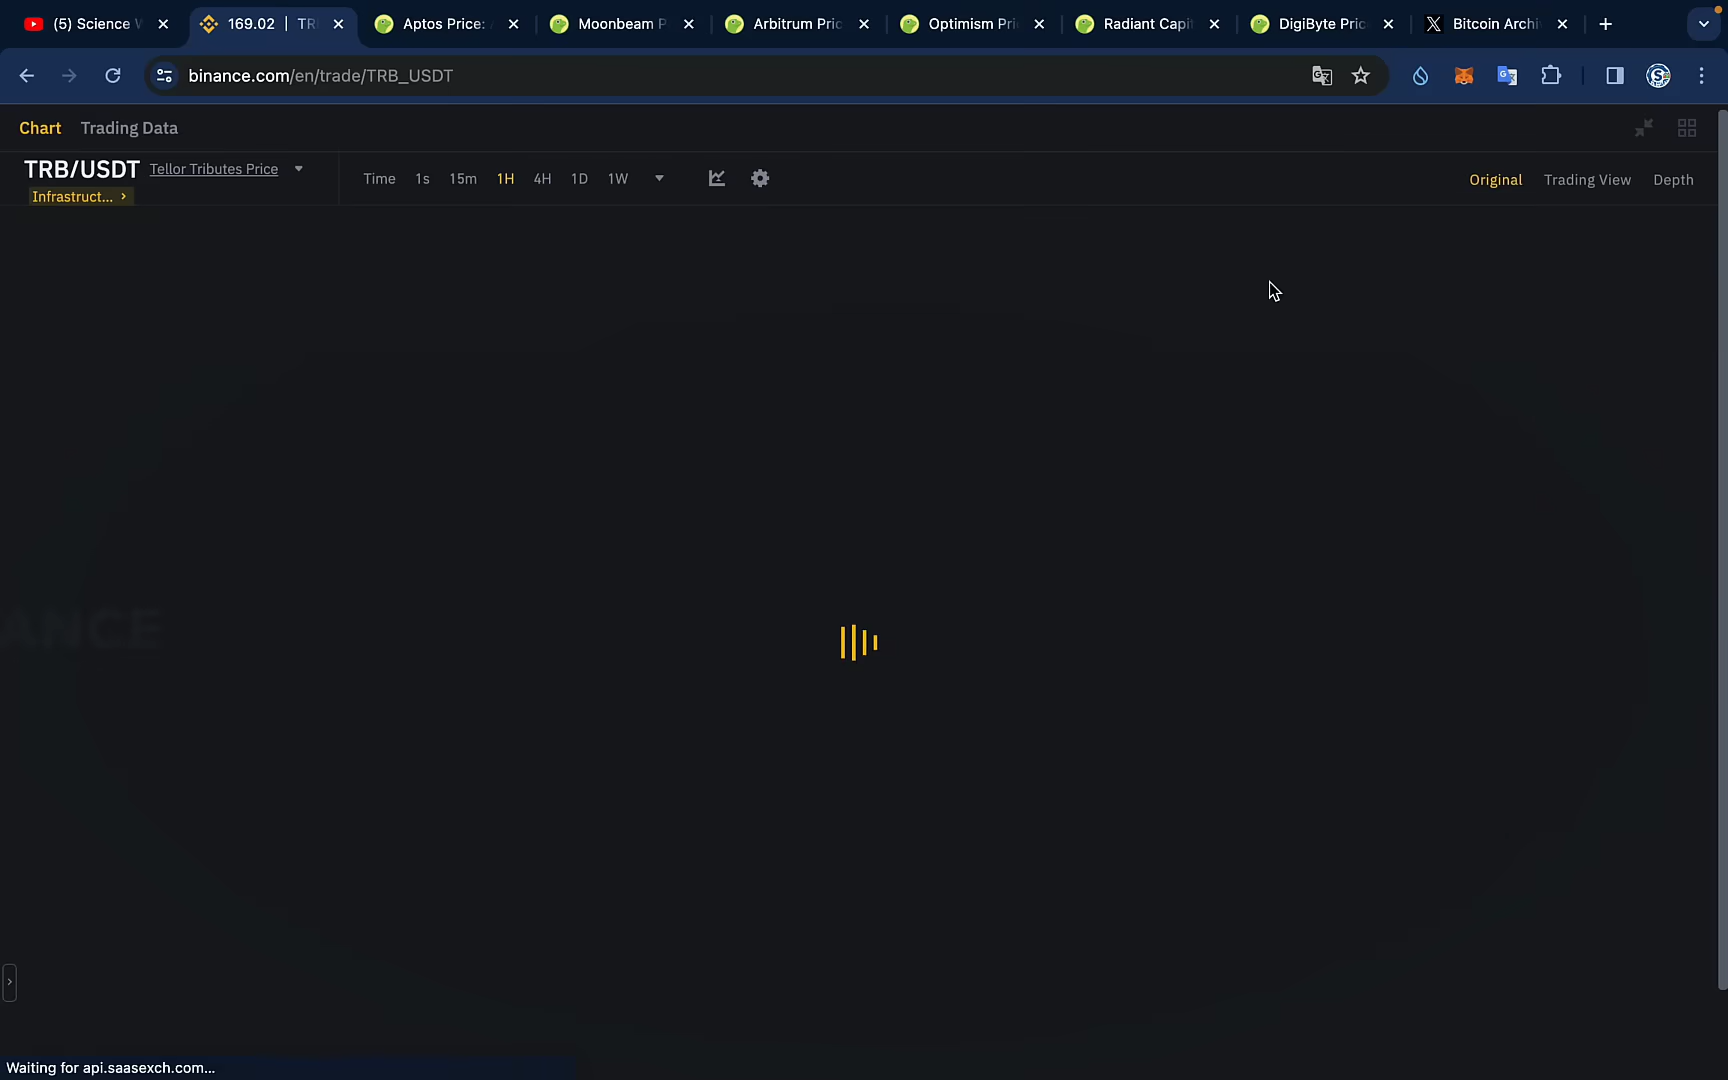 (5) Science
169.02 | TR
Aptos Price:
Moonbeam P
Arbitrum Pric
Optimism Pri
Radiant Capi
DigiByte Pric
Bitcoin Archi
binance.com/en/trade/TRB_USDT
Chart Trading Data
TRB/USDT Tellor Tributes Price
Infrastruct... >
Time 1s 15m 1H 4H 1D 1W
Original Trading View Depth
ANCE
Waiting for api.saasexch.com...